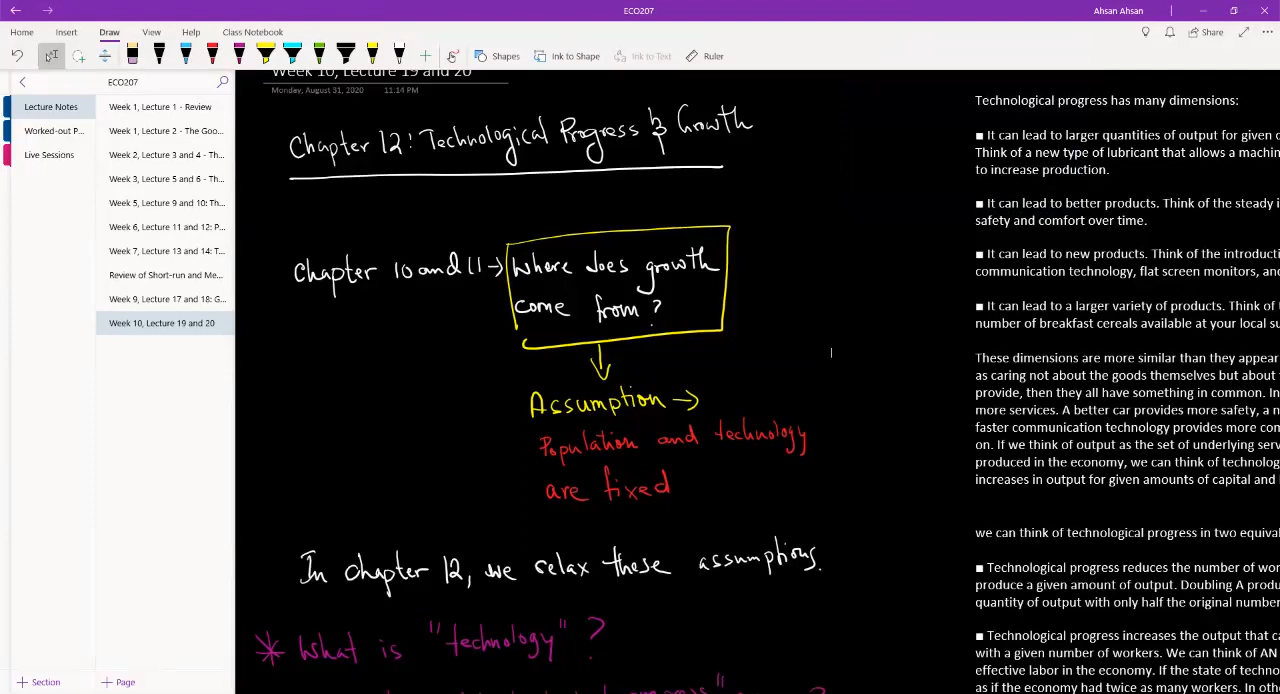 ECO207
Ahsan Ahsan
Home Insert Draw View Help Class Notebook
Share
Shapes Ink to Shape Ink to Text Ruler
ECO207
Lecture Notes
Worked-out P...
Live Sessions
Week 1, Lecture 1 - Review
Week 1, Lecture 2 - The Goo...
Week 2, Lecture 3 and 4 - Th...
Week 3, Lecture 5 and 6 - Th...
Week 5, Lecture 9 and 10: Th...
Week 6, Lecture 11 and 12: P...
Week 7, Lecture 13 and 14: T...
Review of Short-run and Me...
Week 9, Lecture 17 and 18: G...
Week 10, Lecture 19 and 20
+ Section
+ Page
Week 10, Lecture 19 and 20
Monday, August 31, 2020 11:14 PM
Chapter 12: Technological Progress & Growth
Chapter 10 and 11 → Where does growth
come from?
Assumption →
Population and technology
are fixed
In chapter 12, we relax these assumptions.
* What is "technology" ?
Technological progress has many dimensions:
■ It can lead to larger quantities of output for given
Think of a new type of lubricant that allows a machin
to increase production.
■ It can lead to better products. Think of the steady i
safety and comfort over time.
■ It can lead to new products. Think of the introducti
communication technology, flat screen monitors, and
■ It can lead to a larger variety of products. Think of
number of breakfast cereals available at your local su
These dimensions are more similar than they appear
as caring not about the goods themselves but about
provide, then they all have something in common. In
more services. A better car provides more safety, a n
faster communication technology provides more com
on. If we think of output as the set of underlying serv
produced in the economy, we can think of technolog
increases in output for given amounts of capital and
we can think of technological progress in two equival
■ Technological progress reduces the number of wor
produce a given amount of output. Doubling A produ
quantity of output with only half the original number
■ Technological progress increases the output that ca
with a given number of workers. We can think of AN
effective labor in the economy. If the state of techno
as if the economy had twice as many workers. In othe